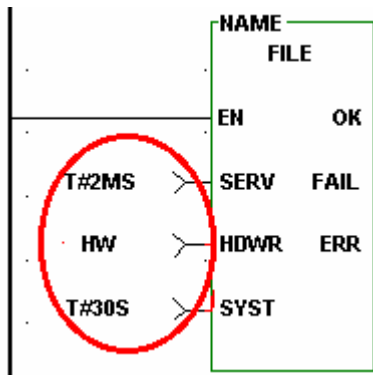 NAME
FILE
EN OK
T#2MS SERV FAIL
HW HDWR ERR
T#30S SYST